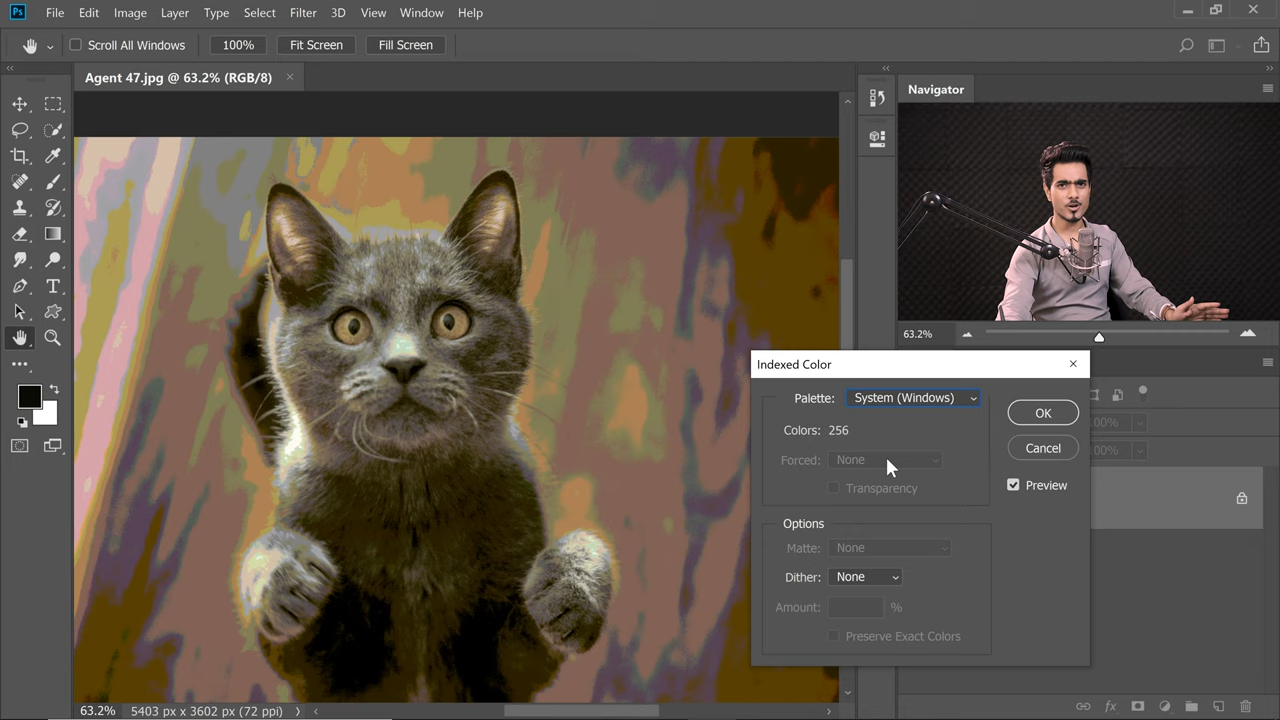 Ps File Edit Image Layer Type Select Filter 3D View Window Help
Scroll All Windows 100% Fit Screen Fill Screen
Agent 47.jpg @ 63.2% (RGB/8)
Navigator
63.2%
Indexed Color
Palette: System (Windows)
Colors: 256
Forced: None
Transparency
OK
Cancel
Preview
Options
Matte: None
Dither: None
Amount: %
Preserve Exact Colors
fx
63.2% 5403 px x 3602 px (72 ppi)